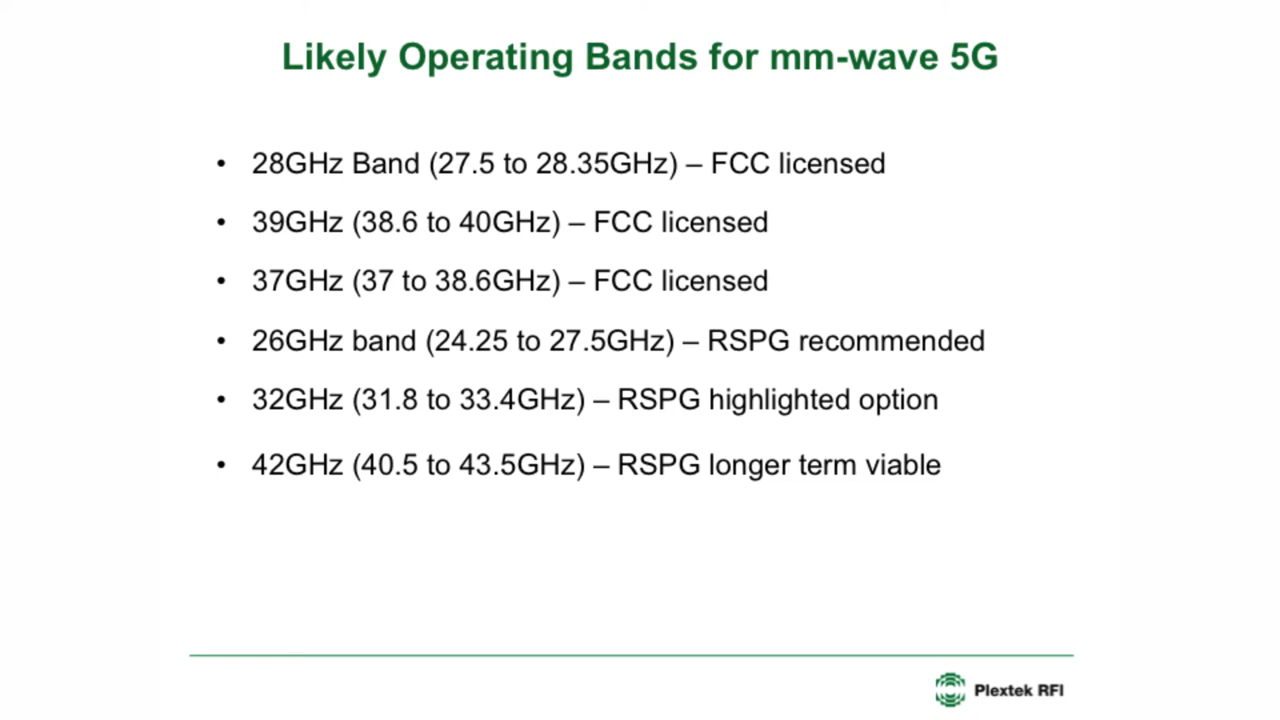 Likely Operating Bands for mm-wave 5G
• 28GHz Band (27.5 to 28.35GHz) – FCC licensed
• 39GHz (38.6 to 40GHz) – FCC licensed
• 37GHz (37 to 38.6GHz) – FCC licensed
• 26GHz band (24.25 to 27.5GHz) – RSPG recommended
• 32GHz (31.8 to 33.4GHz) – RSPG highlighted option
• 42GHz (40.5 to 43.5GHz) – RSPG longer term viable
Plextek RFI